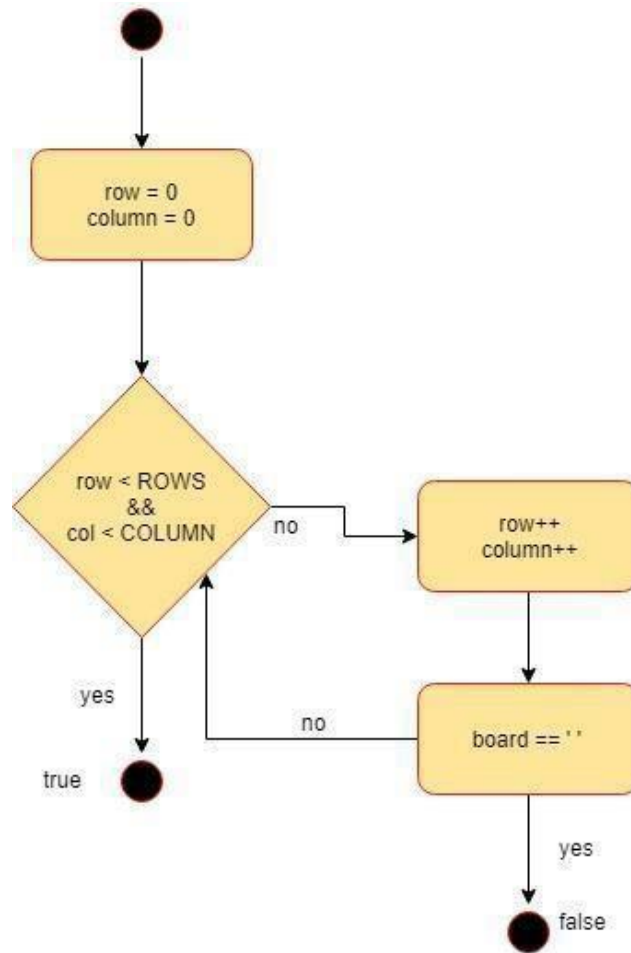 row = 0
column = 0
row < ROWS
&&
col < COLUMN
no
row++
column++
yes
no
board == ' '
true
yes
false